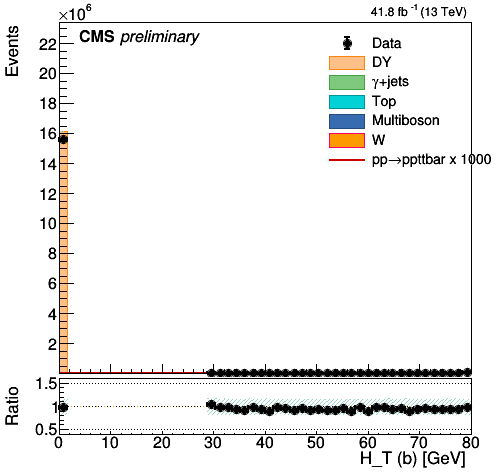 ×10⁶
41.8 fb⁻¹ (13 TeV)
CMS preliminary
Events
22
20
18
16
14
12
10
8
6
4
2
Data
DY
γ+jets
Top
Multiboson
W
pp→ppttbar x 1000
Ratio
1.5
1
0.5
0 10 20 30 40 50 60 70 80
H_T (b) [GeV]